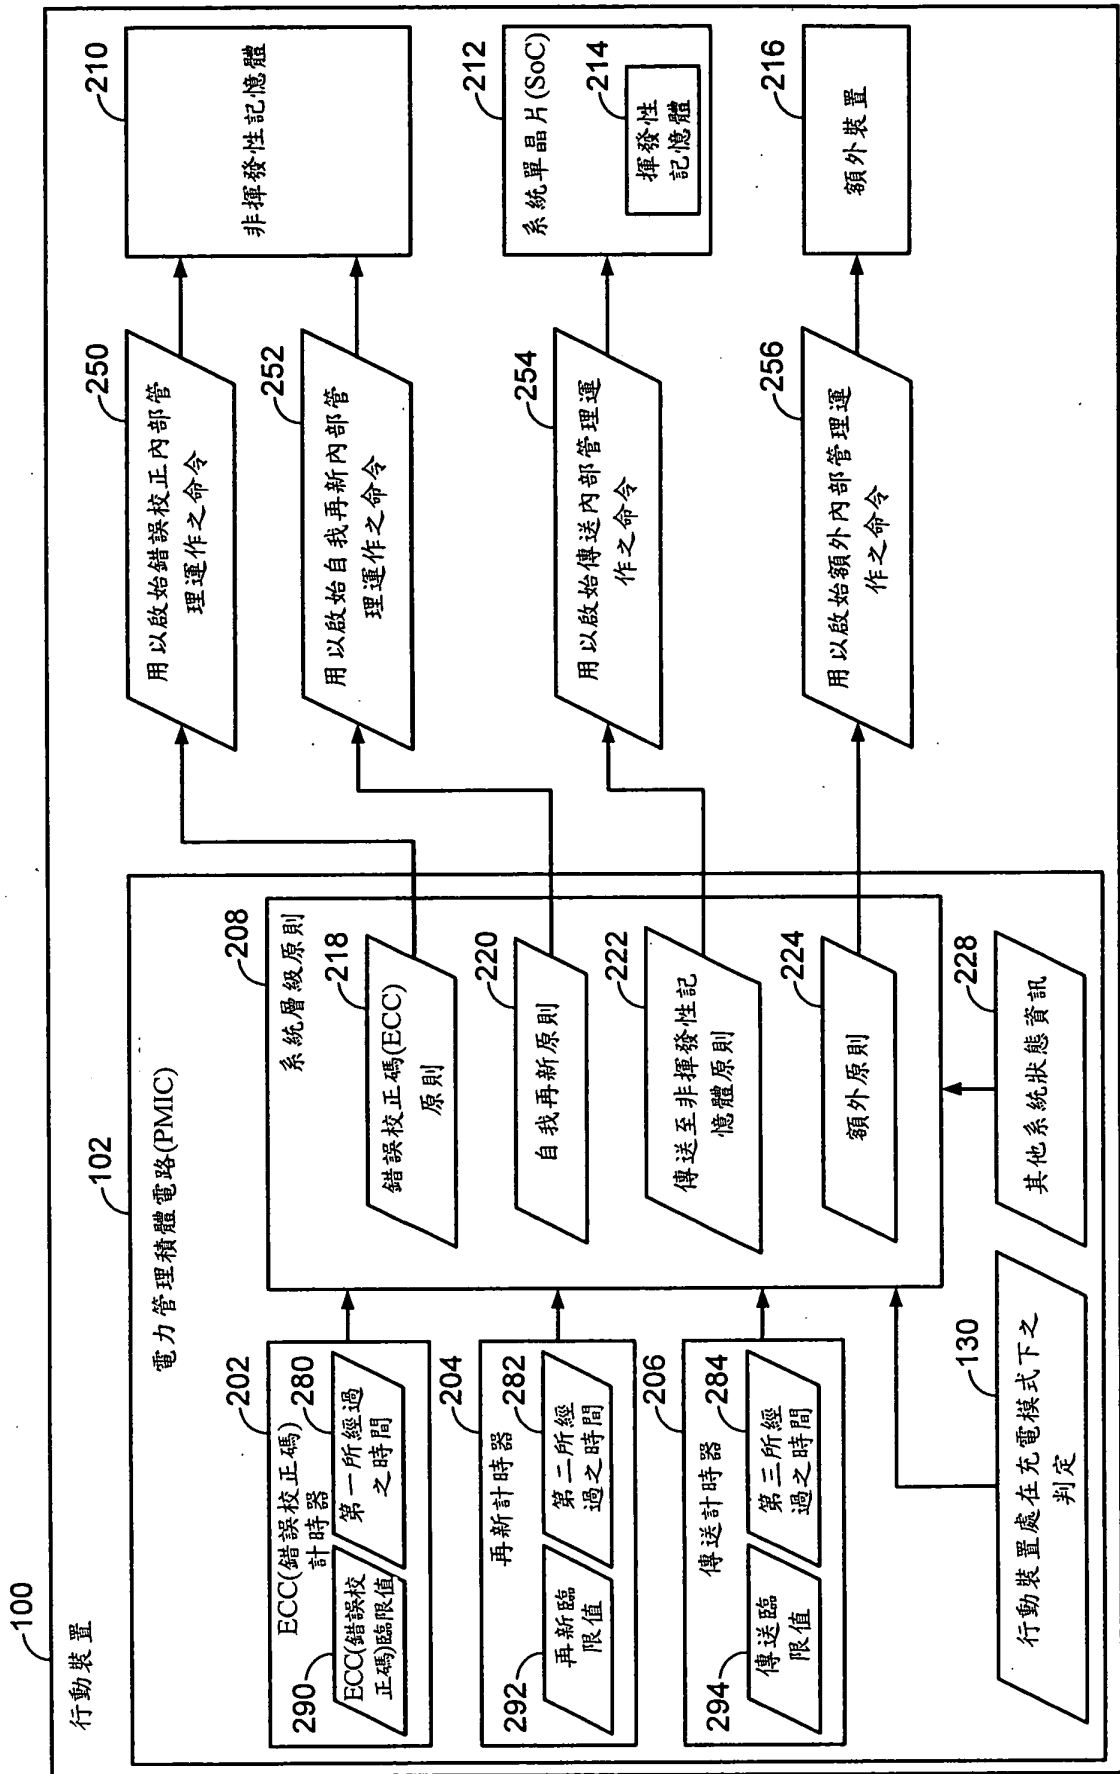 100
行動裝置
102
電力管理積體電路(PMIC)
202
ECC(錯誤校正碼)
計時器
290
ECC(錯誤校
正碼)臨限值
280
第一所經過
之時間
204
再新計時器
292
再新臨
限值
282
第二所經
過之時間
206
傳送計時器
294
傳送臨
限值
284
第三所經
過之時間
130
行動裝置處在充電模式下之
判定
208
系統層級原則
218
錯誤校正碼(ECC)
原則
220
自我再新原則
222
傳送至非揮發性記
憶體原則
224
額外原則
228
其他系統狀態資訊
250
用以啟始錯誤校正內部管
理運作之命令
252
用以啟始自我再新內部管
理運作之命令
254
用以啟始傳送內部管理運
作之命令
256
用以啟始額外內部管理運
作之命令
210
非揮發性記憶體
212
系統單晶片(SoC)
214
揮發性
記憶體
216
額外裝置